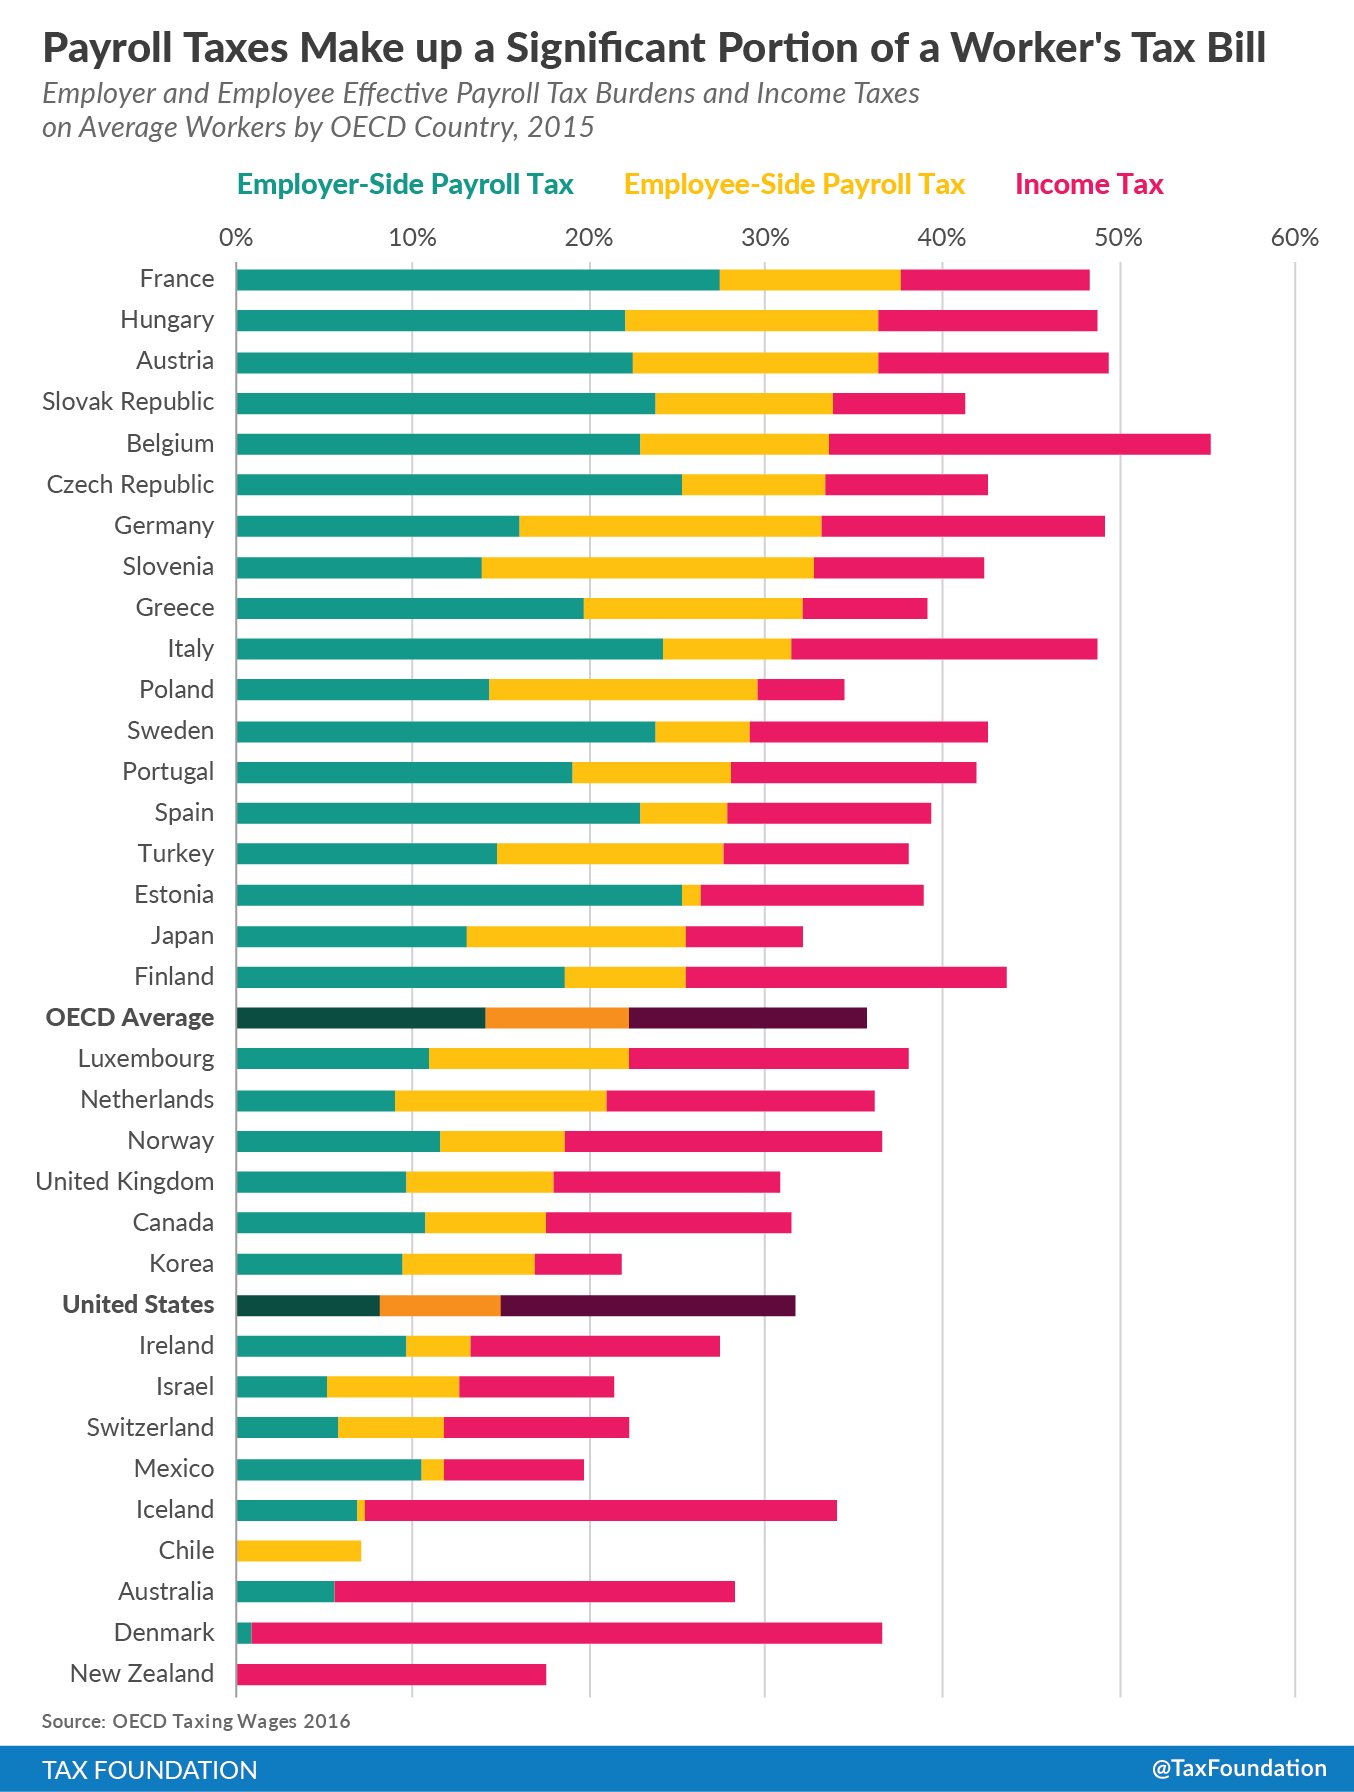 Payroll Taxes Make up a Significant Portion of a Worker's Tax Bill
Employer and Employee Effective Payroll Tax Burdens and Income Taxes
on Average Workers by OECD Country, 2015
Employer-Side Payroll Tax Employee-Side Payroll Tax Income Tax
0% 10% 20% 30% 40% 50% 60%
France
Hungary
Austria
Slovak Republic
Belgium
Czech Republic
Germany
Slovenia
Greece
Italy
Poland
Sweden
Portugal
Spain
Turkey
Estonia
Japan
Finland
OECD Average
Luxembourg
Netherlands
Norway
United Kingdom
Canada
Korea
United States
Ireland
Israel
Switzerland
Mexico
Iceland
Chile
Australia
Denmark
New Zealand
Source: OECD Taxing Wages 2016
TAX FOUNDATION @TaxFoundation